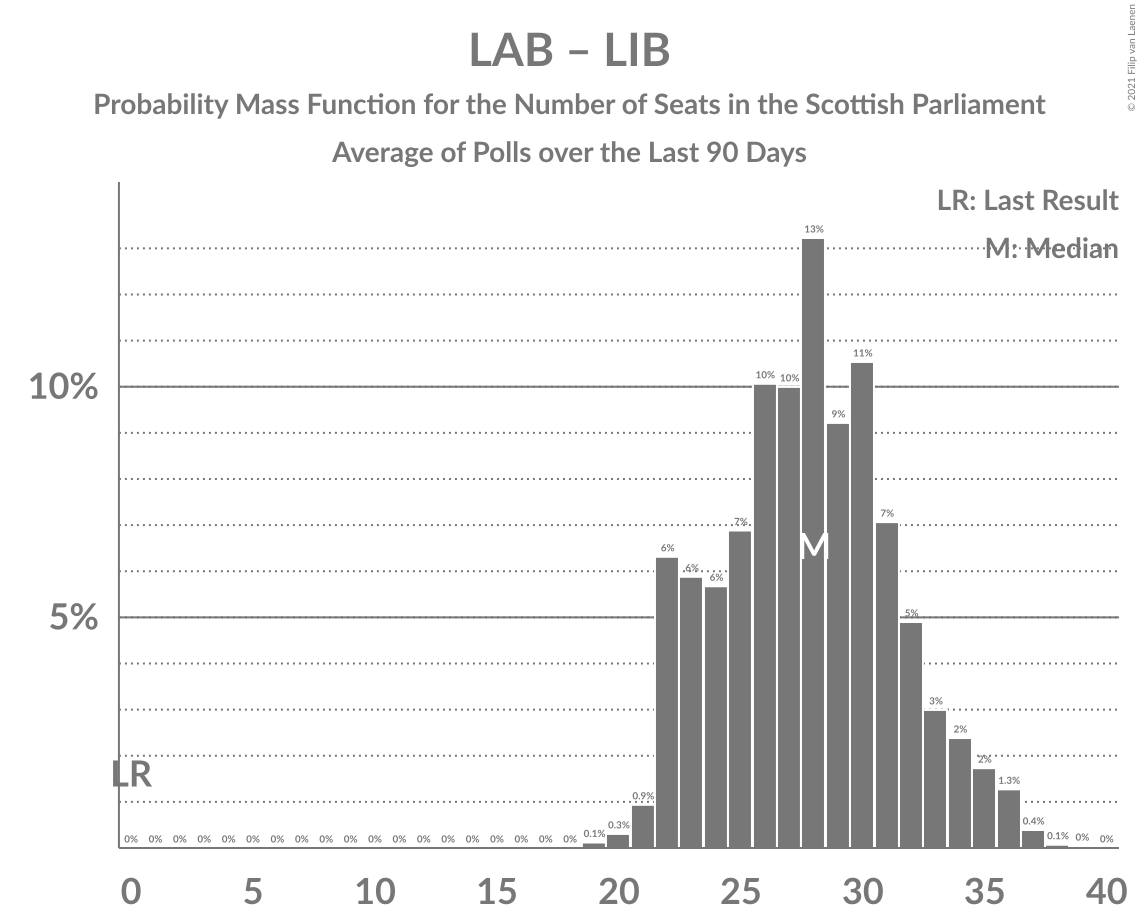 LAB – LIB
Probability Mass Function for the Number of Seats in the Scottish Parliament
Average of Polls over the Last 90 Days
© 2021 Filip van Laenen
LR: Last Result
M: Median
10%
5%
LR
M
0% 0% 0% 0% 0% 0% 0% 0% 0% 0% 0% 0% 0% 0% 0% 0% 0% 0% 0% 0.1% 0.3% 0.9% 6% 6% 6% 7% 10% 10% 13% 9% 11% 7% 5% 3% 2% 2% 1.3% 0.4% 0.1% 0% 0%
0 5 10 15 20 25 30 35 40